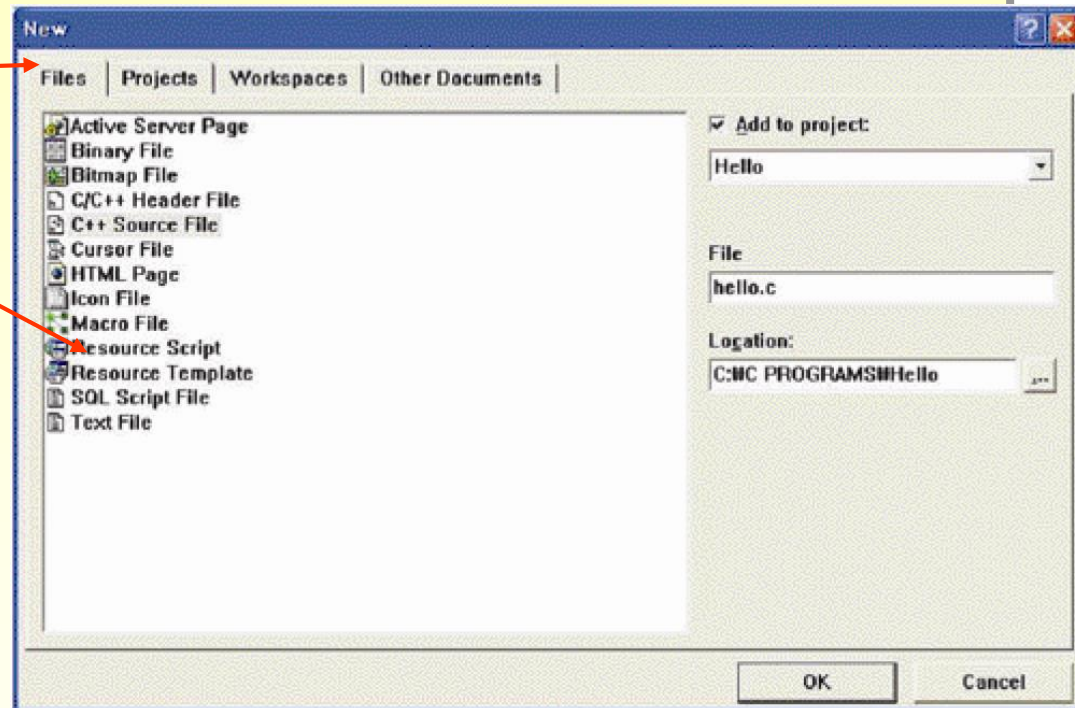 New
Files Projects Workspaces Other Documents
Active Server Page
Binary File
Bitmap File
C/C++ Header File
C++ Source File
Cursor File
HTML Page
Icon File
Macro File
Resource Script
Resource Template
SQL Script File
Text File
Add to project:
Hello
File
hello.c
Location:
C:₩C PROGRAMS₩Hello
...
OK
Cancel